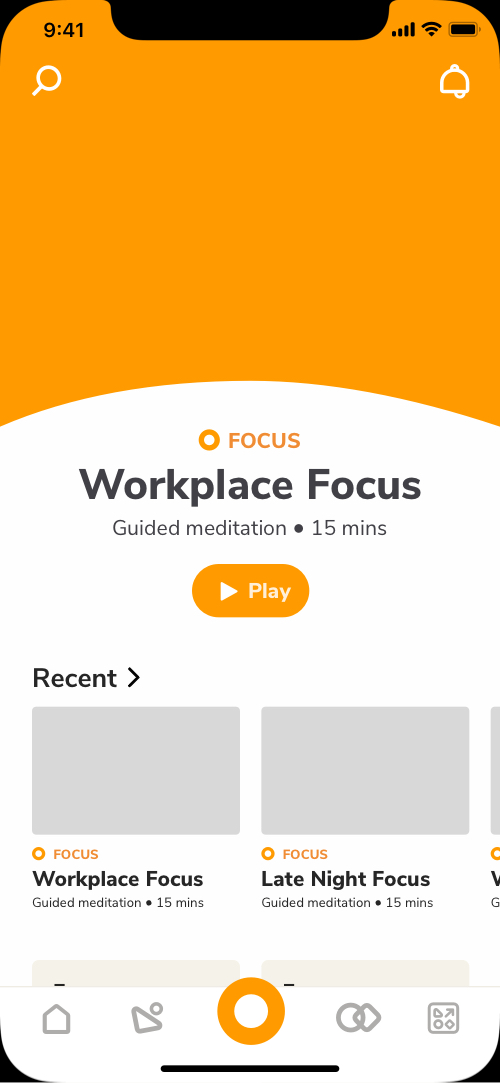 9:41
FOCUS
Workplace Focus
Guided meditation • 15 mins
Play
Recent
FOCUS
Workplace Focus
Guided meditation • 15 mins
FOCUS
Late Night Focus
Guided meditation • 15 mins